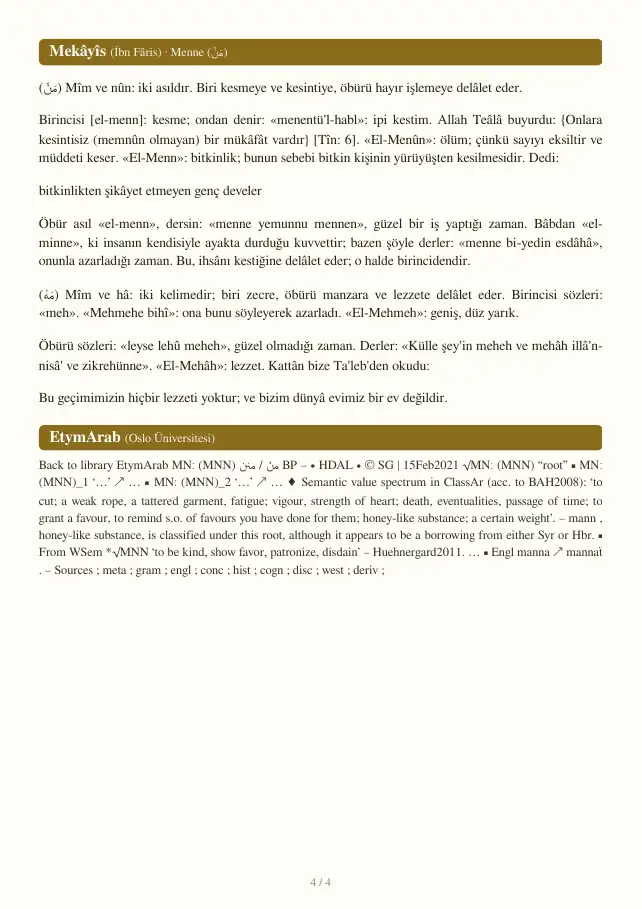 Mekâyîs (İbn Fâris) · Menne (مَنّ)
(مَنّ) Mîm ve nûn: iki asıldır. Biri kesmeye ve kesintiye, öbürü hayır işlemeye delâlet eder.
Birincisi [el-menn]: kesme; ondan denir: «menentü'l-habl»: ipi kestim. Allah Teâlâ buyurdu: {Onlara
kesintisiz (memnûn olmayan) bir mükâfât vardır} [Tîn: 6]. «El-Menûn»: ölüm; çünkü sayıyı eksiltir ve
müddeti keser. «El-Menn»: bitkinlik; bunun sebebi bitkin kişinin yürüyüşten kesilmesidir. Dedi:
bitkinlikten şikâyet etmeyen genç develer
Öbür asıl «el-menn», dersin: «menne yemunnu mennen», güzel bir iş yaptığı zaman. Bâbdan «el-
minne», ki insanın kendisiyle ayakta durduğu kuvvettir; bazen şöyle derler: «menne bi-yedin esdâhâ»,
onunla azarladığı zaman. Bu, ihsânı kestiğine delâlet eder; o halde birincidendir.
(مَهْ) Mîm ve hâ: iki kelimedir; biri zecre, öbürü manzara ve lezzete delâlet eder. Birincisi sözleri:
«meh». «Mehmehe bihî»: ona bunu söyleyerek azarladı. «El-Mehmeh»: geniş, düz yarık.
Öbürü sözleri: «leyse lehû meheh», güzel olmadığı zaman. Derler: «Külle şey'in meheh ve mehâh illâ'n-
nisâ' ve zikrehünne». «El-Mehâh»: lezzet. Kattân bize Ta'leb'den okudu:
Bu geçimimizin hiçbir lezzeti yoktur; ve bizim dünyâ evimiz bir ev değildir.
EtymArab (Oslo Üniversitesi)
Back to library EtymArab MN: (MNN) منّ / منن BP – • HDAL • © SG | 15Feb2021 √MN: (MNN) “root” ▪ MN:
(MNN)_1 ‘…’ ↗ … ▪ MN: (MNN)_2 ‘…’ ↗ … ♦ Semantic value spectrum in ClassAr (acc. to BAH2008): ‘to
cut; a weak rope, a tattered garment, fatigue; vigour, strength of heart; death, eventualities, passage of time; to
grant a favour, to remind s.o. of favours you have done for them; honey-like substance; a certain weight’. – mann ,
honey-like substance, is classified under this root, although it appears to be a borrowing from either Syr or Hbr. ▪
From WSem *√MNN ‘to be kind, show favor, patronize, disdain’ – Huehnergard2011. … ▪ Engl manna ↗ mannaï
. – Sources ; meta ; gram ; engl ; conc ; hist ; cogn ; disc ; west ; deriv ;
4 / 4